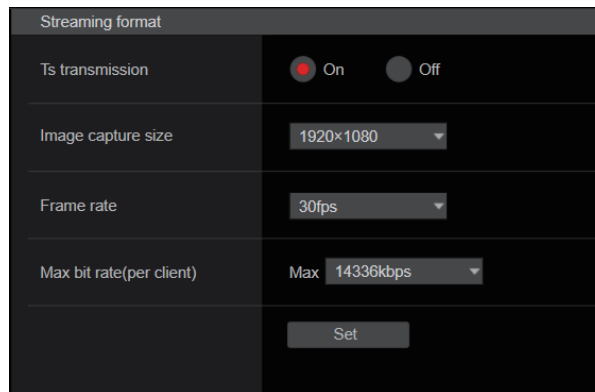 Streaming format
Ts transmission On Off
Image capture size 1920×1080
Frame rate 30fps
Max bit rate(per client) Max 14336kbps
Set